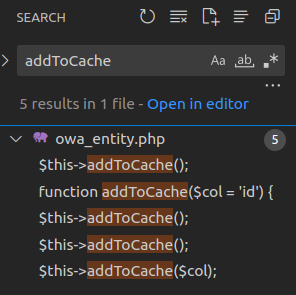 SEARCH
addToCache
Aa ab, .*
5 results in 1 file - Open in editor
owa_entity.php 5
$this->addToCache();
function addToCache($col = 'id') {
$this->addToCache();
$this->addToCache();
$this->addToCache($col);